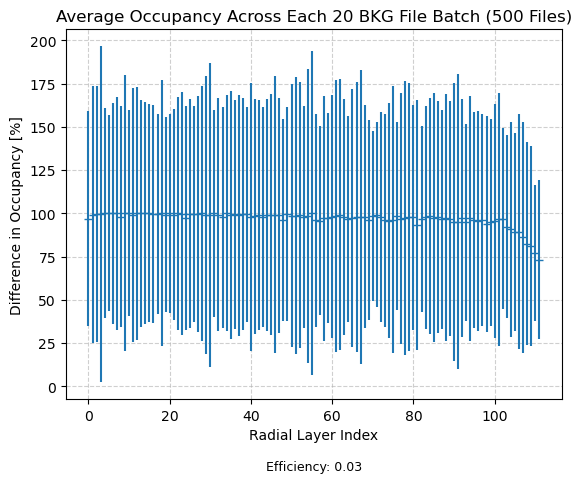 Average Occupancy Across Each 20 BKG File Batch (500 Files)
Difference in Occupancy [%]
200
175
150
125
100
75
50
25
0
0 20 40 60 80 100
Radial Layer Index
Efficiency: 0.03